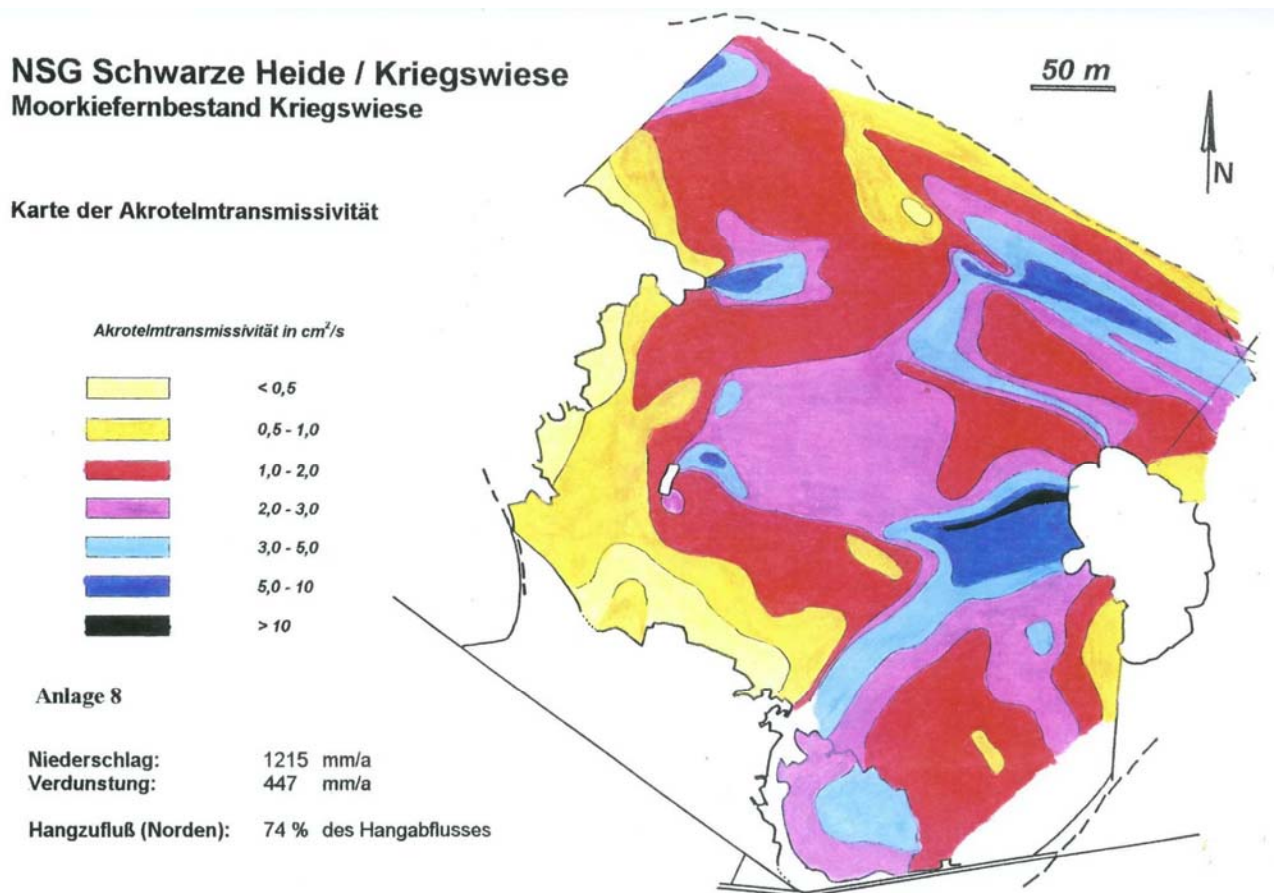 NSG Schwarze Heide / Kriegswiese
Moorkiefernbestand Kriegswiese
50 m
N
Karte der Akrotelmtransmissivität
Akrotelmtransmissivität in cm²/s
< 0,5
0,5 - 1,0
1,0 - 2,0
2,0 - 3,0
3,0 - 5,0
5,0 - 10
> 10
Anlage 8
Niederschlag: 1215 mm/a
Verdunstung: 447 mm/a
Hangzufluß (Norden): 74 % des Hangabflusses